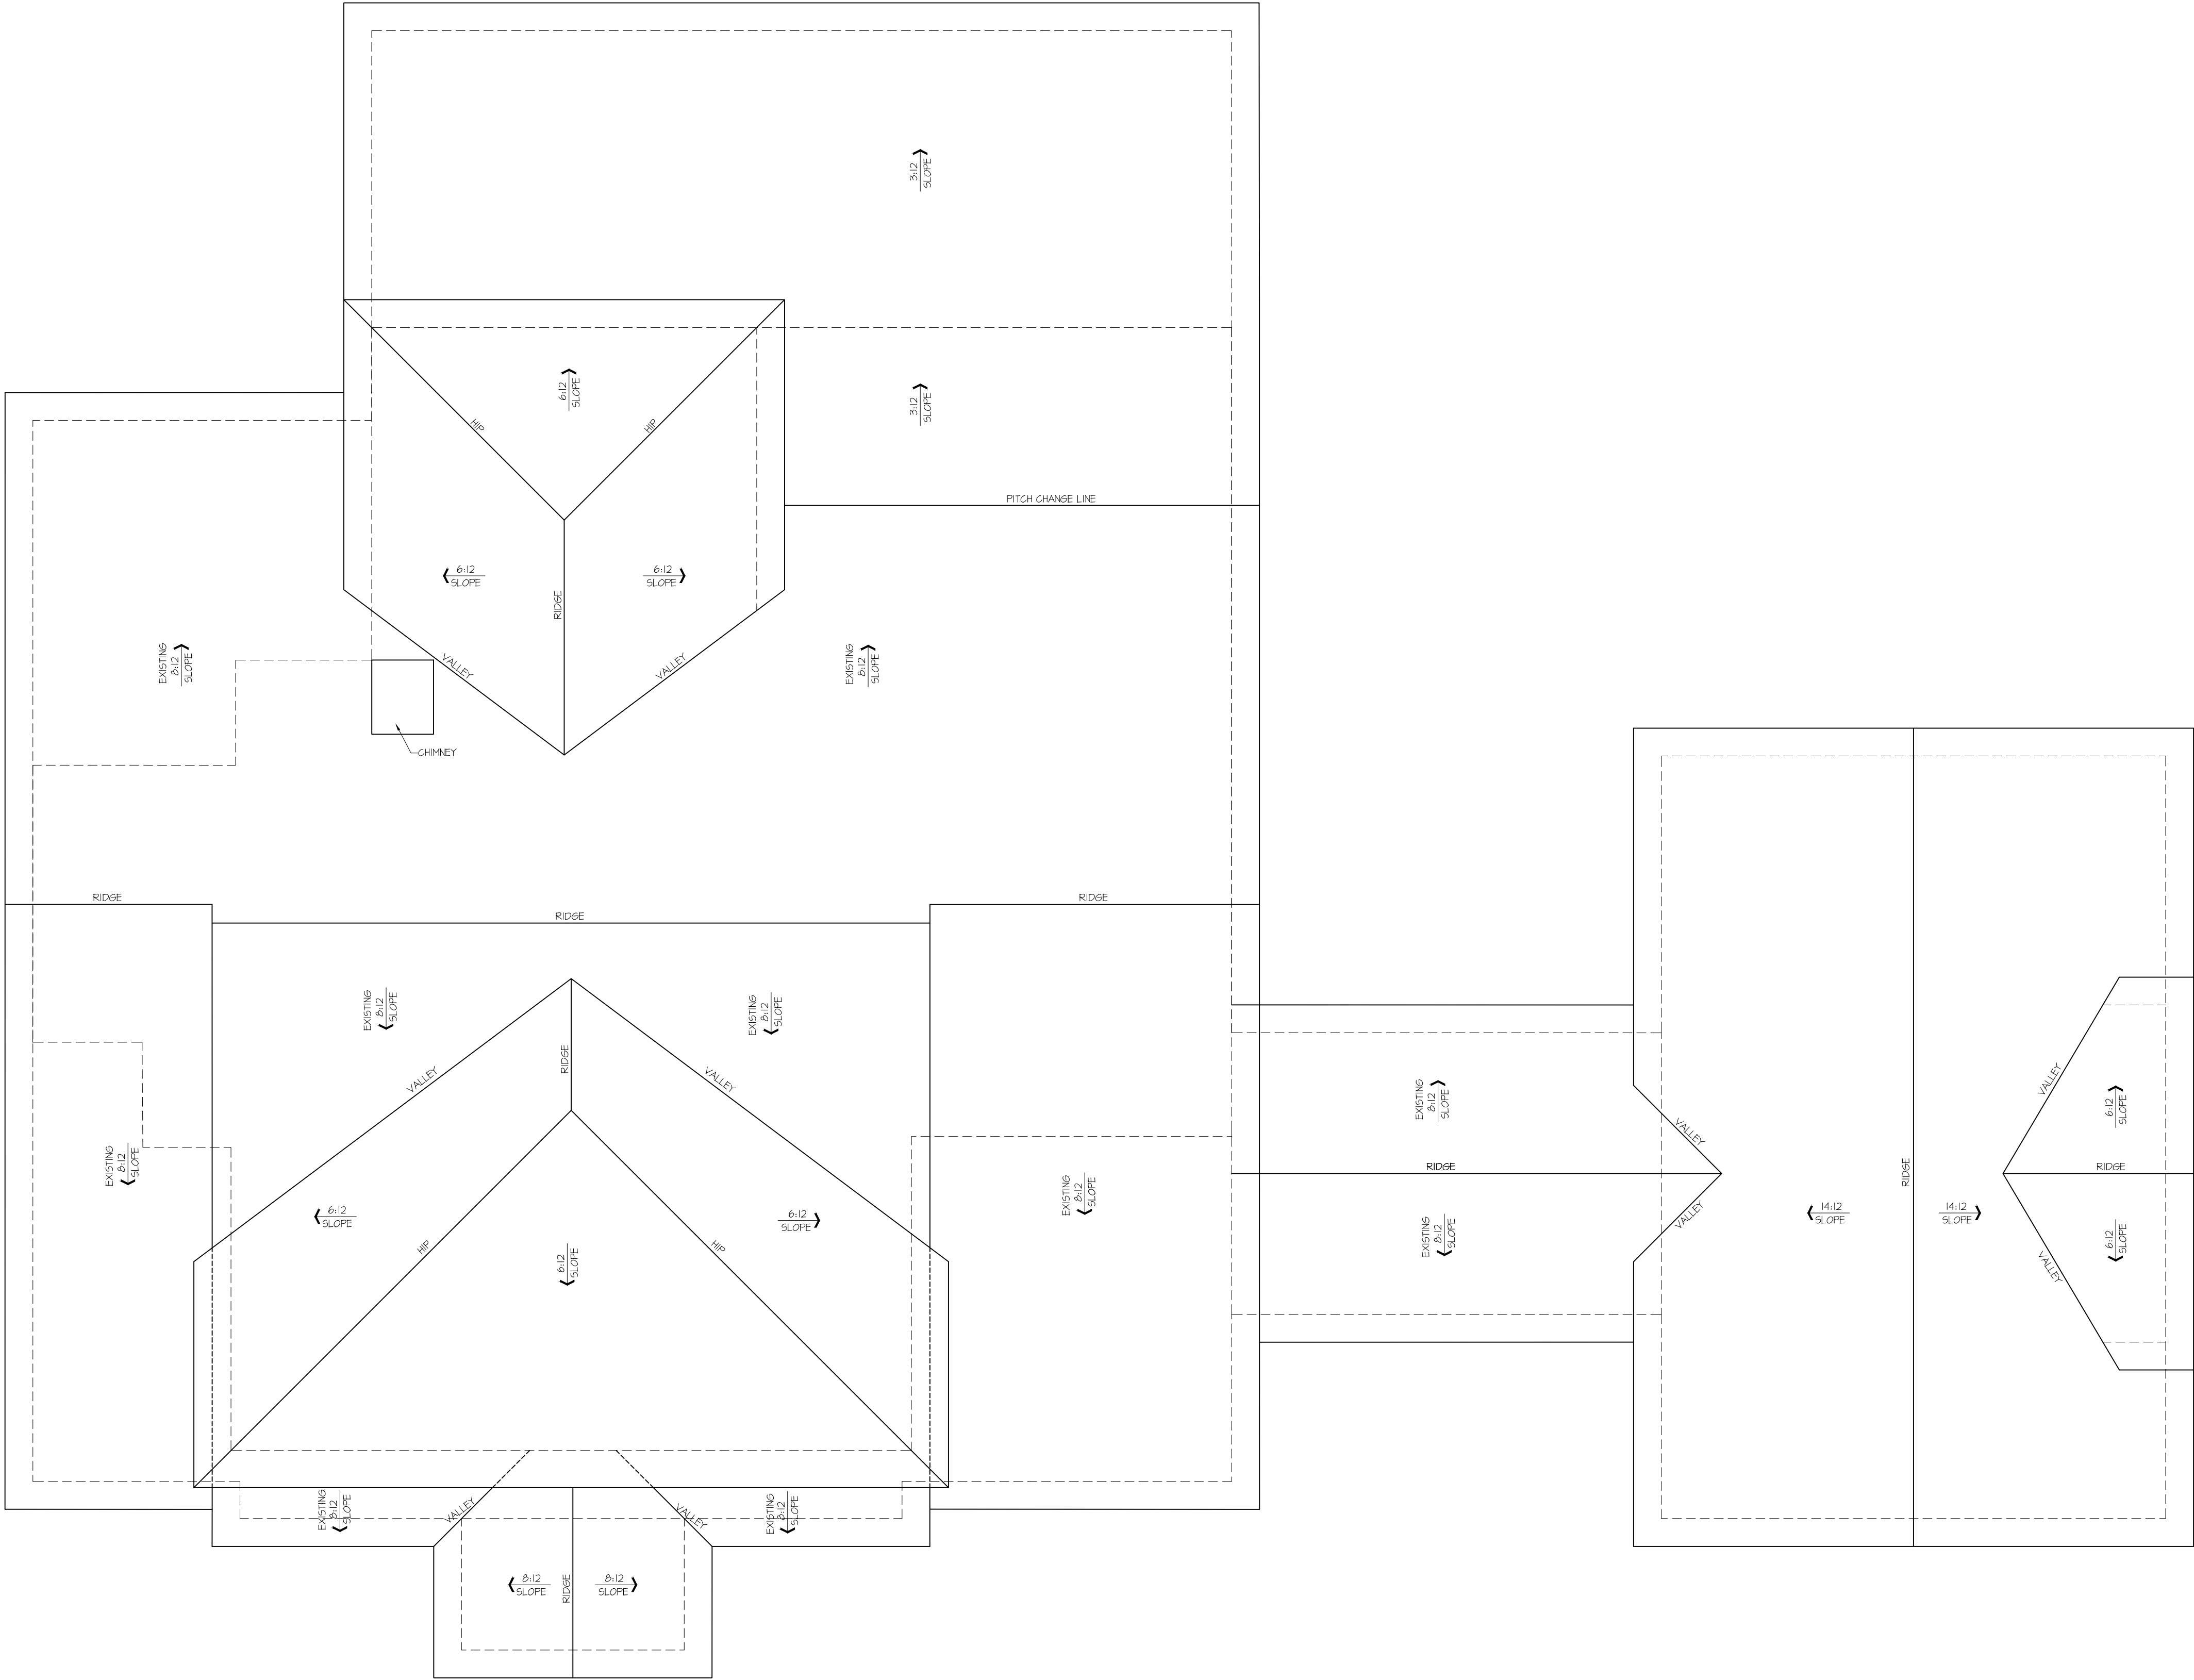 3:12
SLOPE
6:12
SLOPE
3:12
SLOPE
HIP
HIP
PITCH CHANGE LINE
6:12
SLOPE
6:12
SLOPE
RIDGE
EXISTING
8:12
SLOPE
VALLEY
VALLEY
EXISTING
8:12
SLOPE
CHIMNEY
RIDGE
RIDGE
RIDGE
EXISTING
8:12
SLOPE
EXISTING
8:12
SLOPE
RIDGE
VALLEY
VALLEY
EXISTING
8:12
SLOPE
VALLEY
VALLEY
6:12
SLOPE
EXISTING
8:12
SLOPE
EXISTING
8:12
SLOPE
RIDGE
RIDGE
RIDGE
6:12
SLOPE
6:12
SLOPE
14:12
SLOPE
14:12
SLOPE
HIP
HIP
6:12
SLOPE
EXISTING
8:12
SLOPE
VALLEY
6:12
SLOPE
VALLEY
EXISTING
8:12
SLOPE
VALLEY
VALLEY
EXISTING
8:12
SLOPE
8:12
SLOPE
RIDGE
8:12
SLOPE